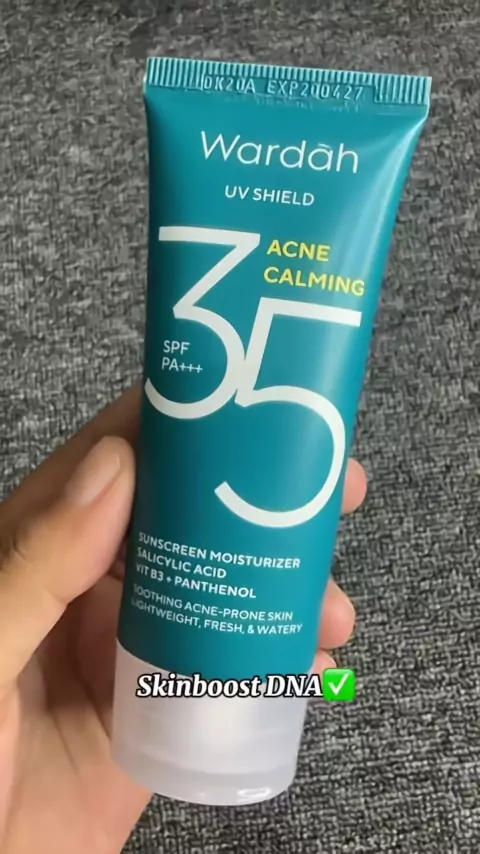 DK20A EXP200427
Wardah
UV SHIELD
35
ACNE
CALMING
SPF
PA+++
SUNSCREEN MOISTURIZER
SALICYLIC ACID
VIT B3 + PANTHENOL
SOOTHING ACNE-PRONE SKIN
LIGHTWEIGHT, FRESH, & WATERY
Skinboost DNA✅